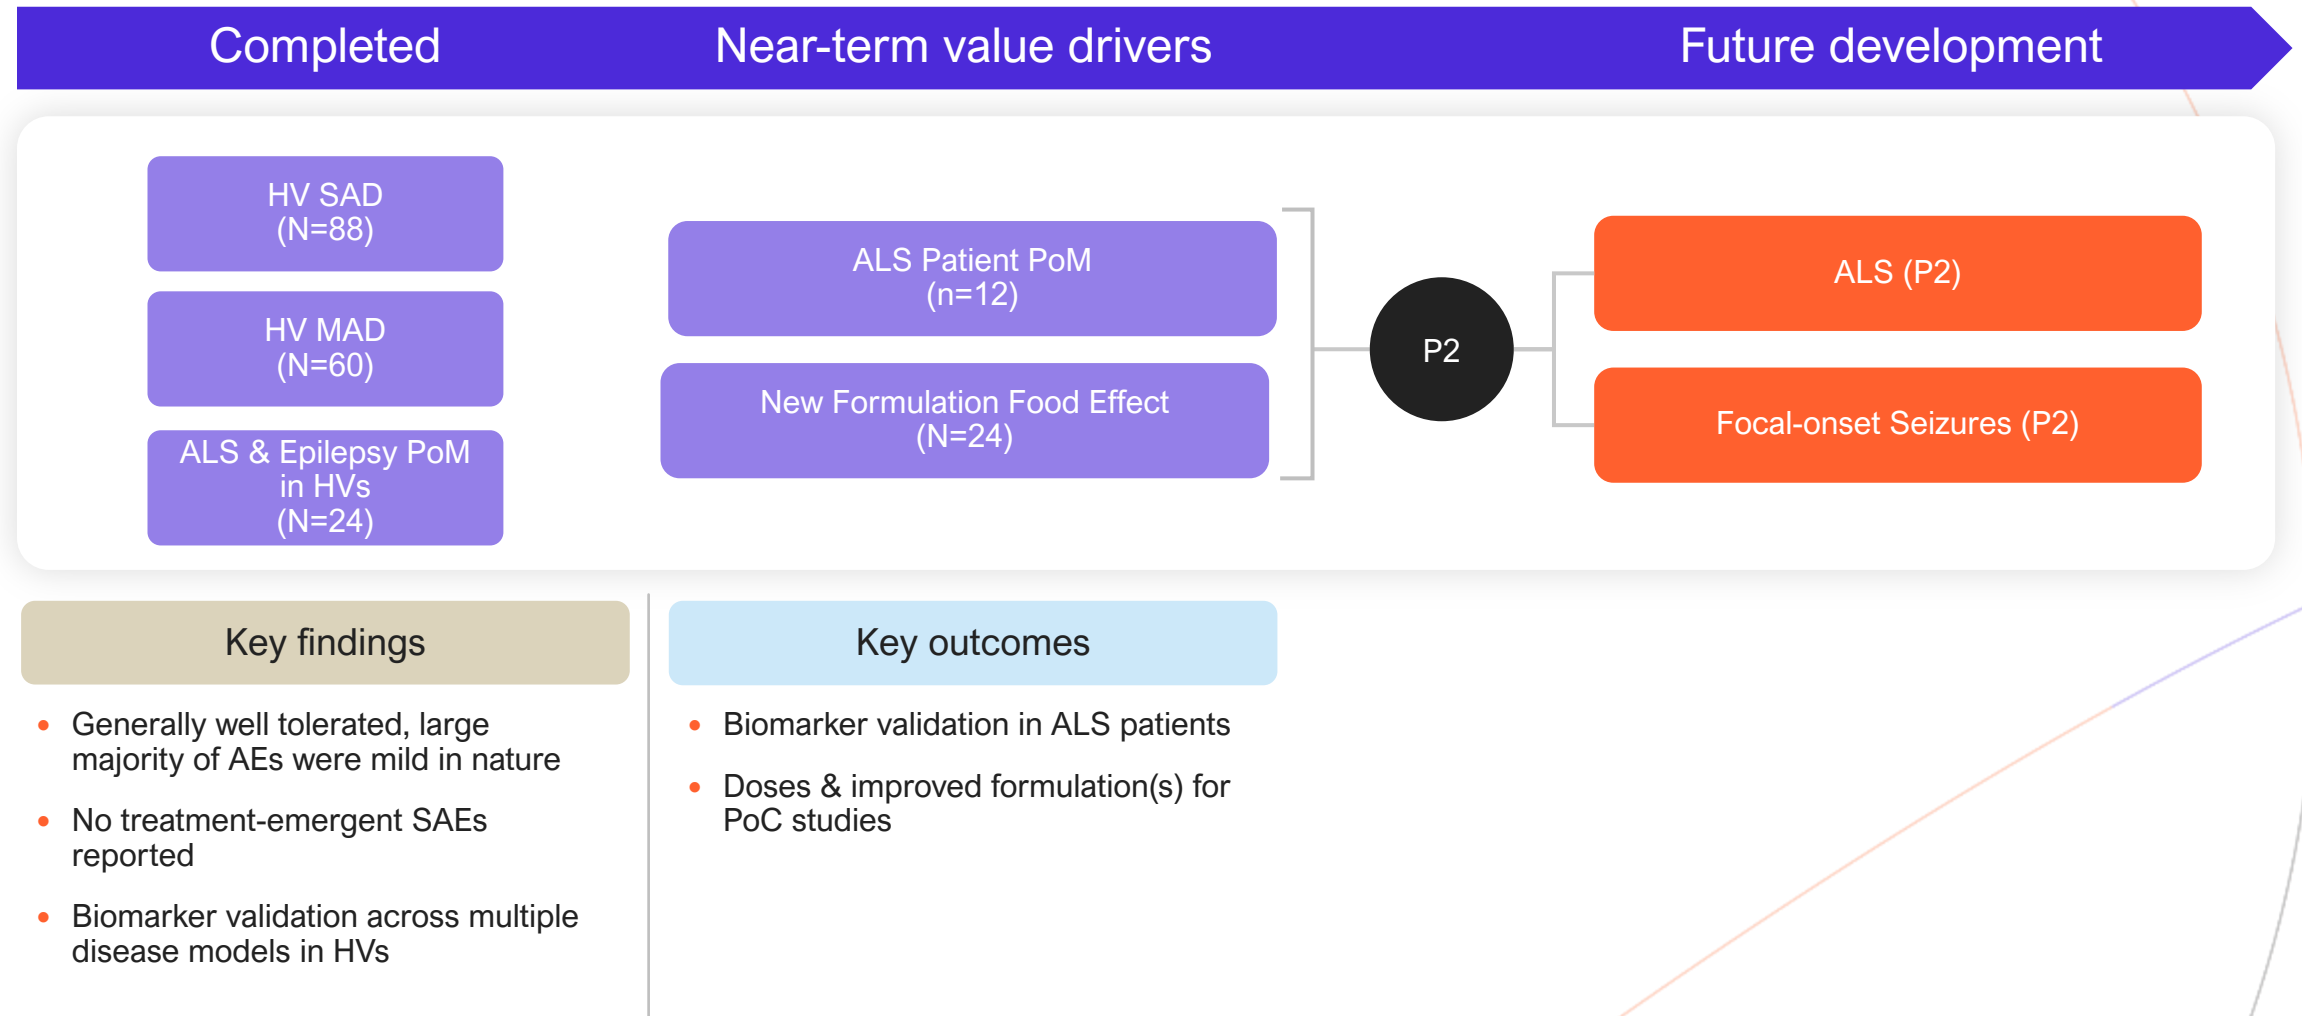 Completed
Near-term value drivers
Future development
HV SAD
(N=88)
HV MAD
(N=60)
ALS & Epilepsy PoM
in HVs
(N=24)
ALS Patient PoM
(n=12)
New Formulation Food Effect
(N=24)
P2
ALS (P2)
Focal-onset Seizures (P2)
Key findings
• Generally well tolerated, large
majority of AEs were mild in nature
• No treatment-emergent SAEs
reported
• Biomarker validation across multiple
disease models in HVs
Key outcomes
• Biomarker validation in ALS patients
• Doses & improved formulation(s) for
PoC studies